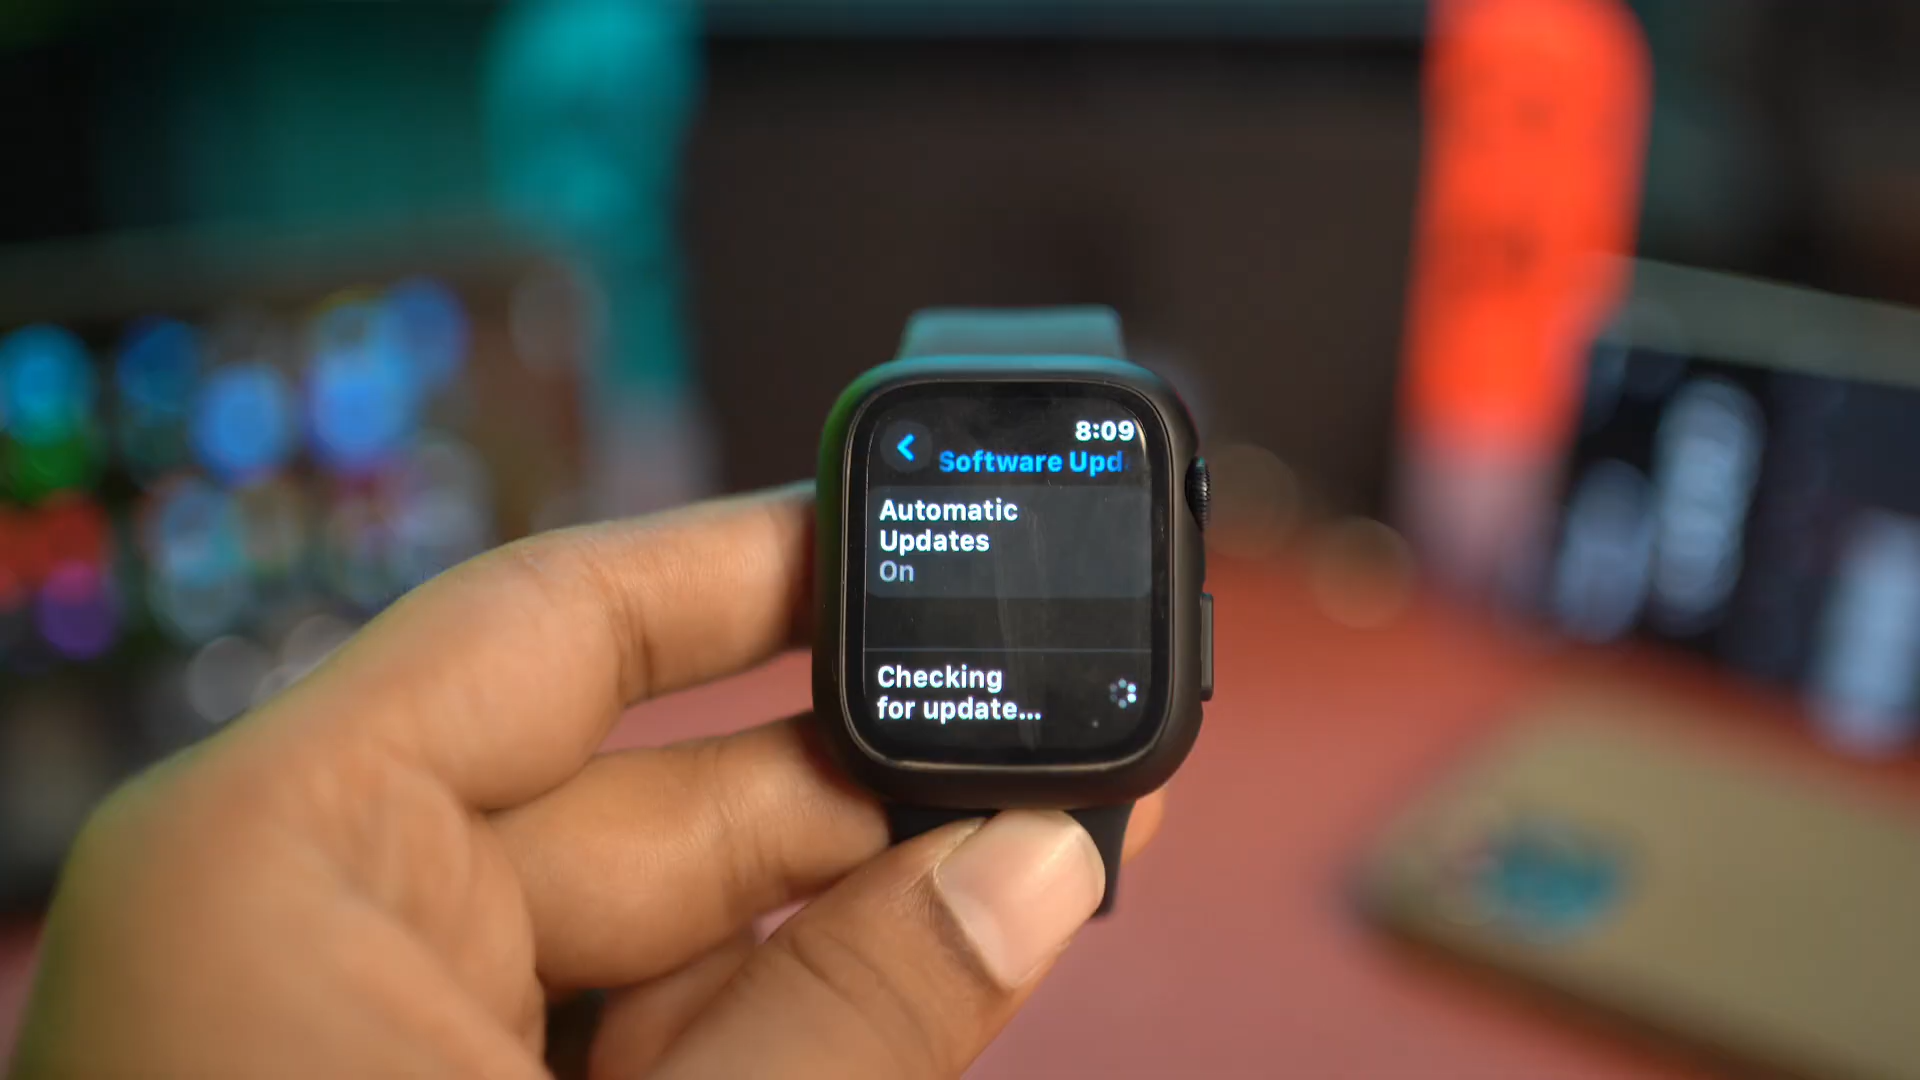 8:09
Software Upd
Automatic
Updates
On
Checking
for update...